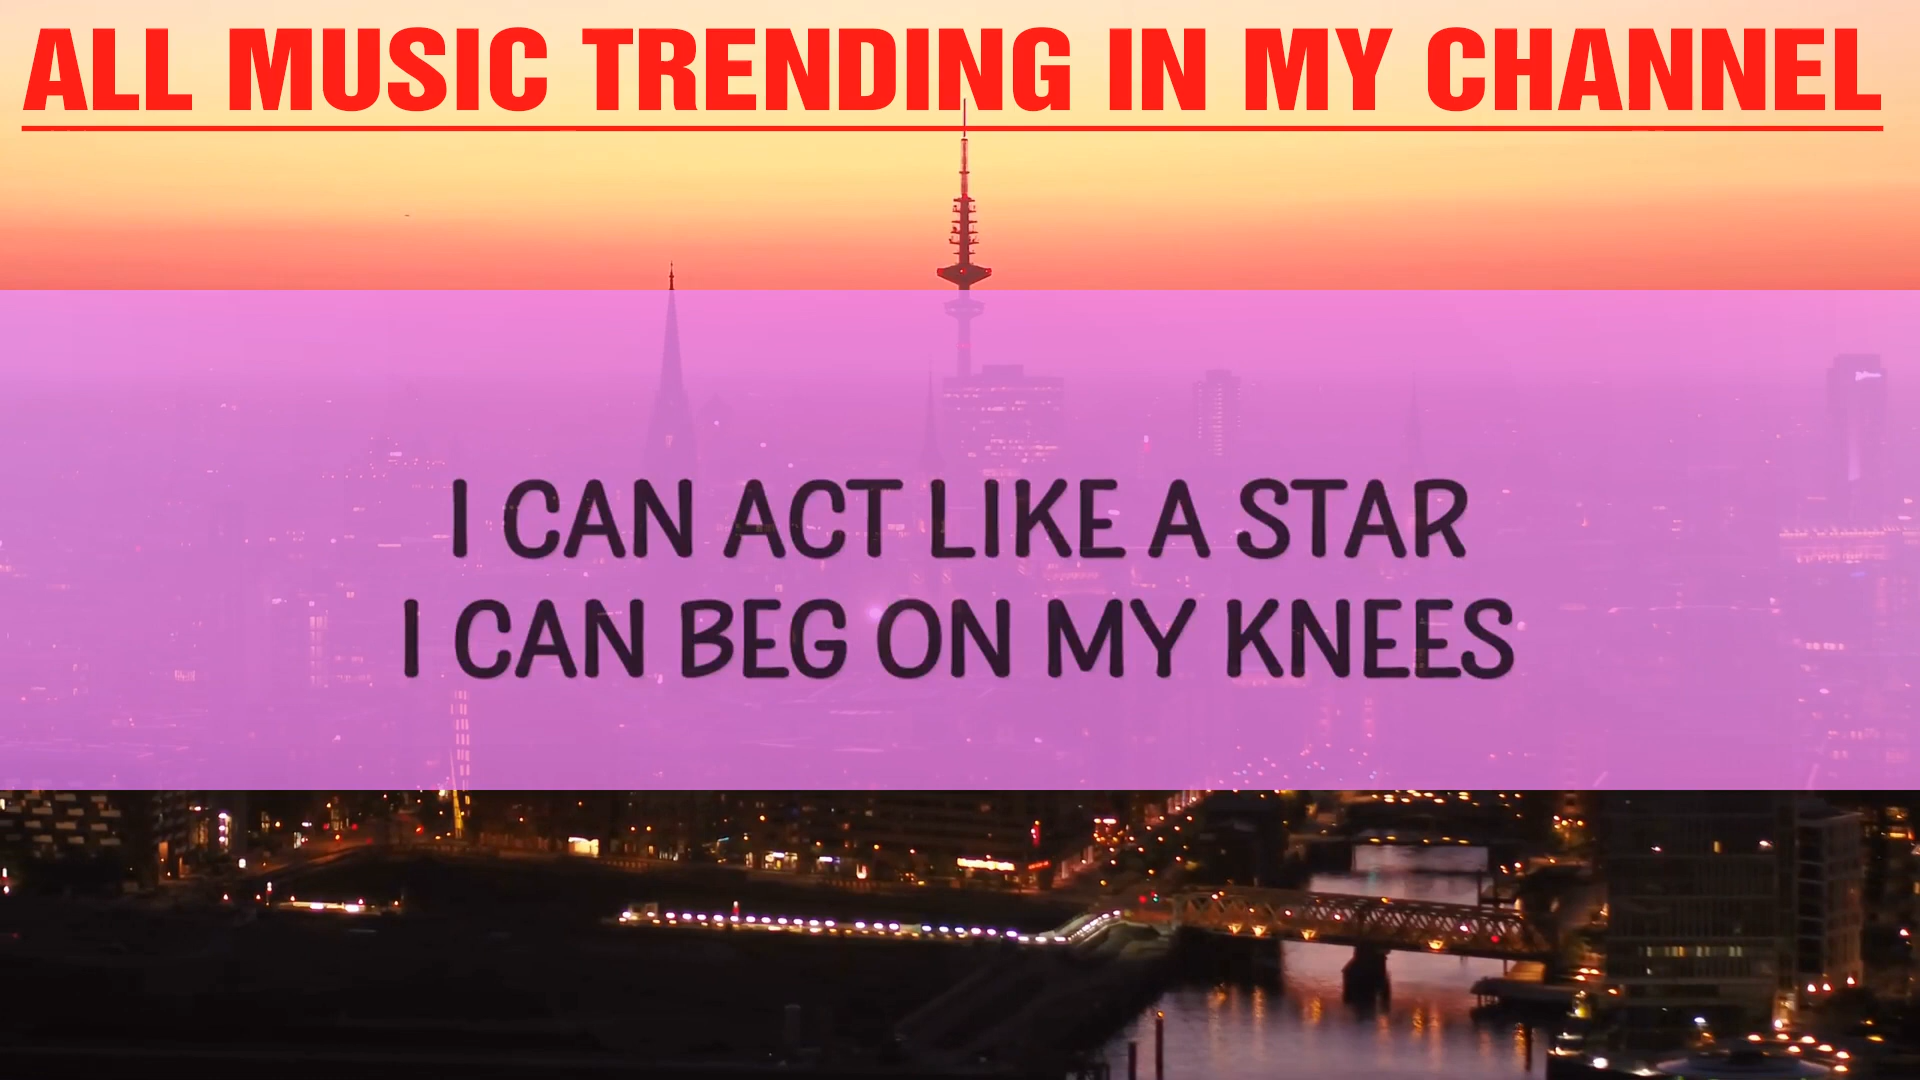 ALL MUSIC TRENDING IN MY CHANNEL
I CAN ACT LIKE A STAR
I CAN BEG ON MY KNEES